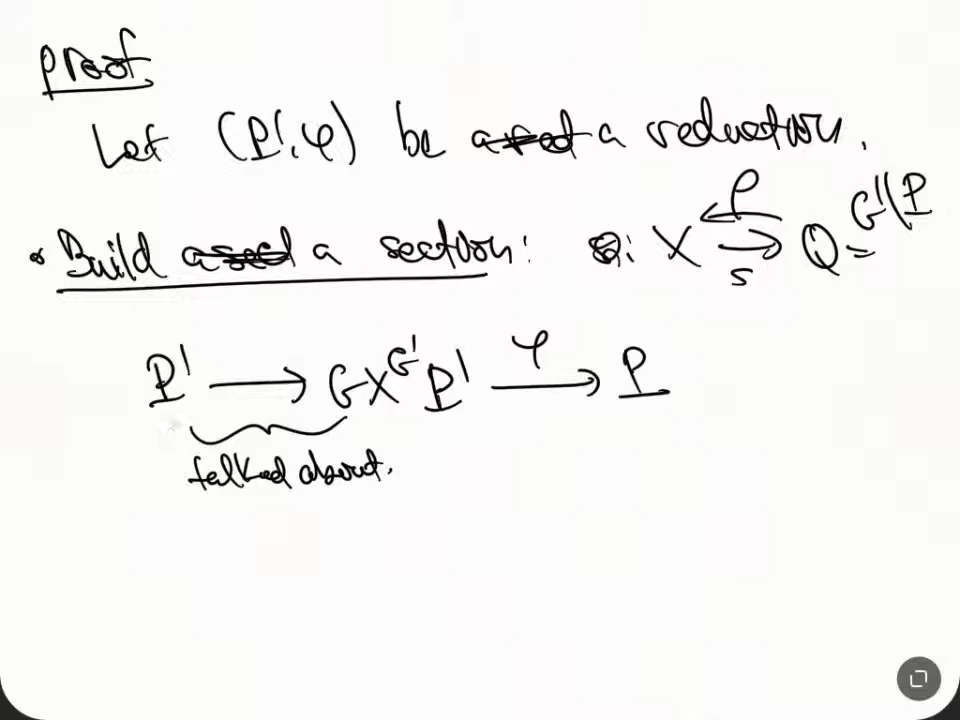 proof
Let (P', φ) be a reduction.
• Build a section: X ⇄ Q = G'\P
ρ
s
P' → G ×^{G'} P' →^{φ} P
talked about.